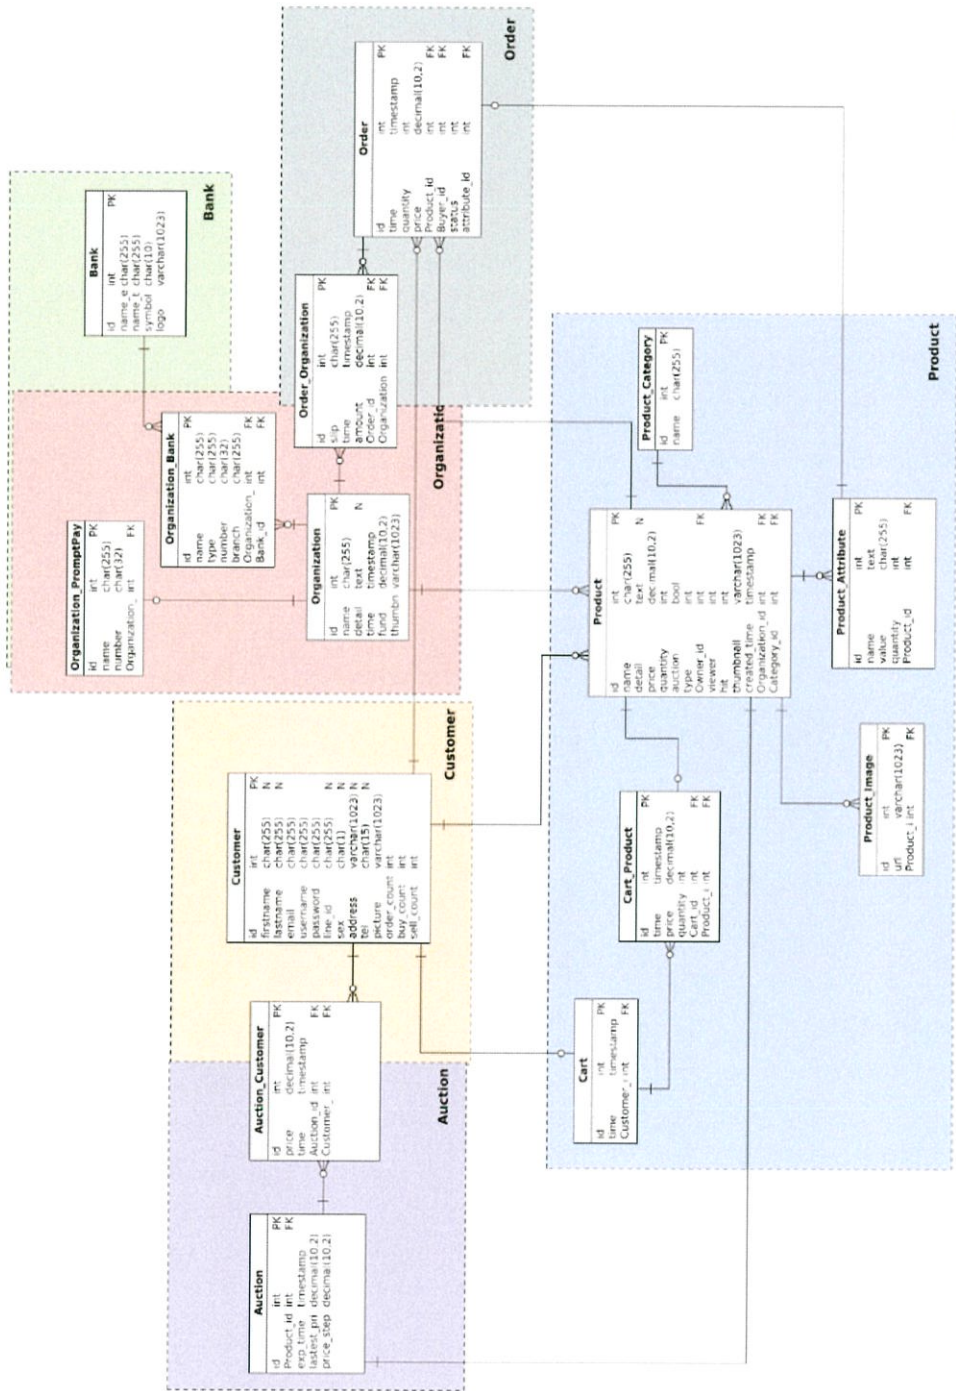 Organization_PromptPay
id int PK
name char(255)
number char(32)
Organization_ int FK
Bank
id int PK
name_e char(255)
name_t char(255)
symbol char(10)
logo varchar(1023)
Bank
Organization_Bank
id int PK
name char(255)
type char(255)
number char(32)
branch char(255)
Organization_ int FK
Bank_id int FK
Auction
id int PK
Product_id int FK
exp_time timestamp
lastest_pri decimal(10,2)
price_step decimal(10,2)
Auction
Auction_Customer
id int PK
price decimal(10,2)
time timestamp
Auction_id int FK
Customer_ int FK
Customer
id int PK
firstname char(255) N
lastname char(255) N
email char(255)
username char(255)
password char(255)
line_id char(255) N
sex char(1) N
address varchar(1023) N
tel char(15) N
picture varchar(1023)
order_count int
buy_count int
sell_count int
Customer
Organization
id int PK
name char(255)
detail text N
time timestamp
fund decimal(10,2)
thumbn varchar(1023)
Organizatic
Order_Organization
id int PK
slip char(255)
time timestamp
amount decimal(10,2)
Order_id int FK
Organization int FK
Order
id int PK
time timestamp
quantity int
price decimal(10,2)
Product_id int FK
Buyer_id int FK
status int
attribute_id int FK
Order
Cart
id int PK
time timestamp
Customer_i int FK
Cart_Product
id int PK
time timestamp
price decimal(10,2)
quantity int
Cart_id int FK
Product_i int FK
Product
id int PK
name char(255)
detail text N
price decimal(10,2)
quantity int
auction bool
type int
Owner_id int FK
viewer int
hit int
thumbnail varchar(1023)
created_time timestamp
Organization_id int FK
Category_id int FK
Product_Category
id int PK
name char(255)
Product_Image
id int PK
url varchar(1023)
Product_i int FK
Product_Attribute
id int PK
name text
value char(255)
quantity int
Product_id int FK
Product